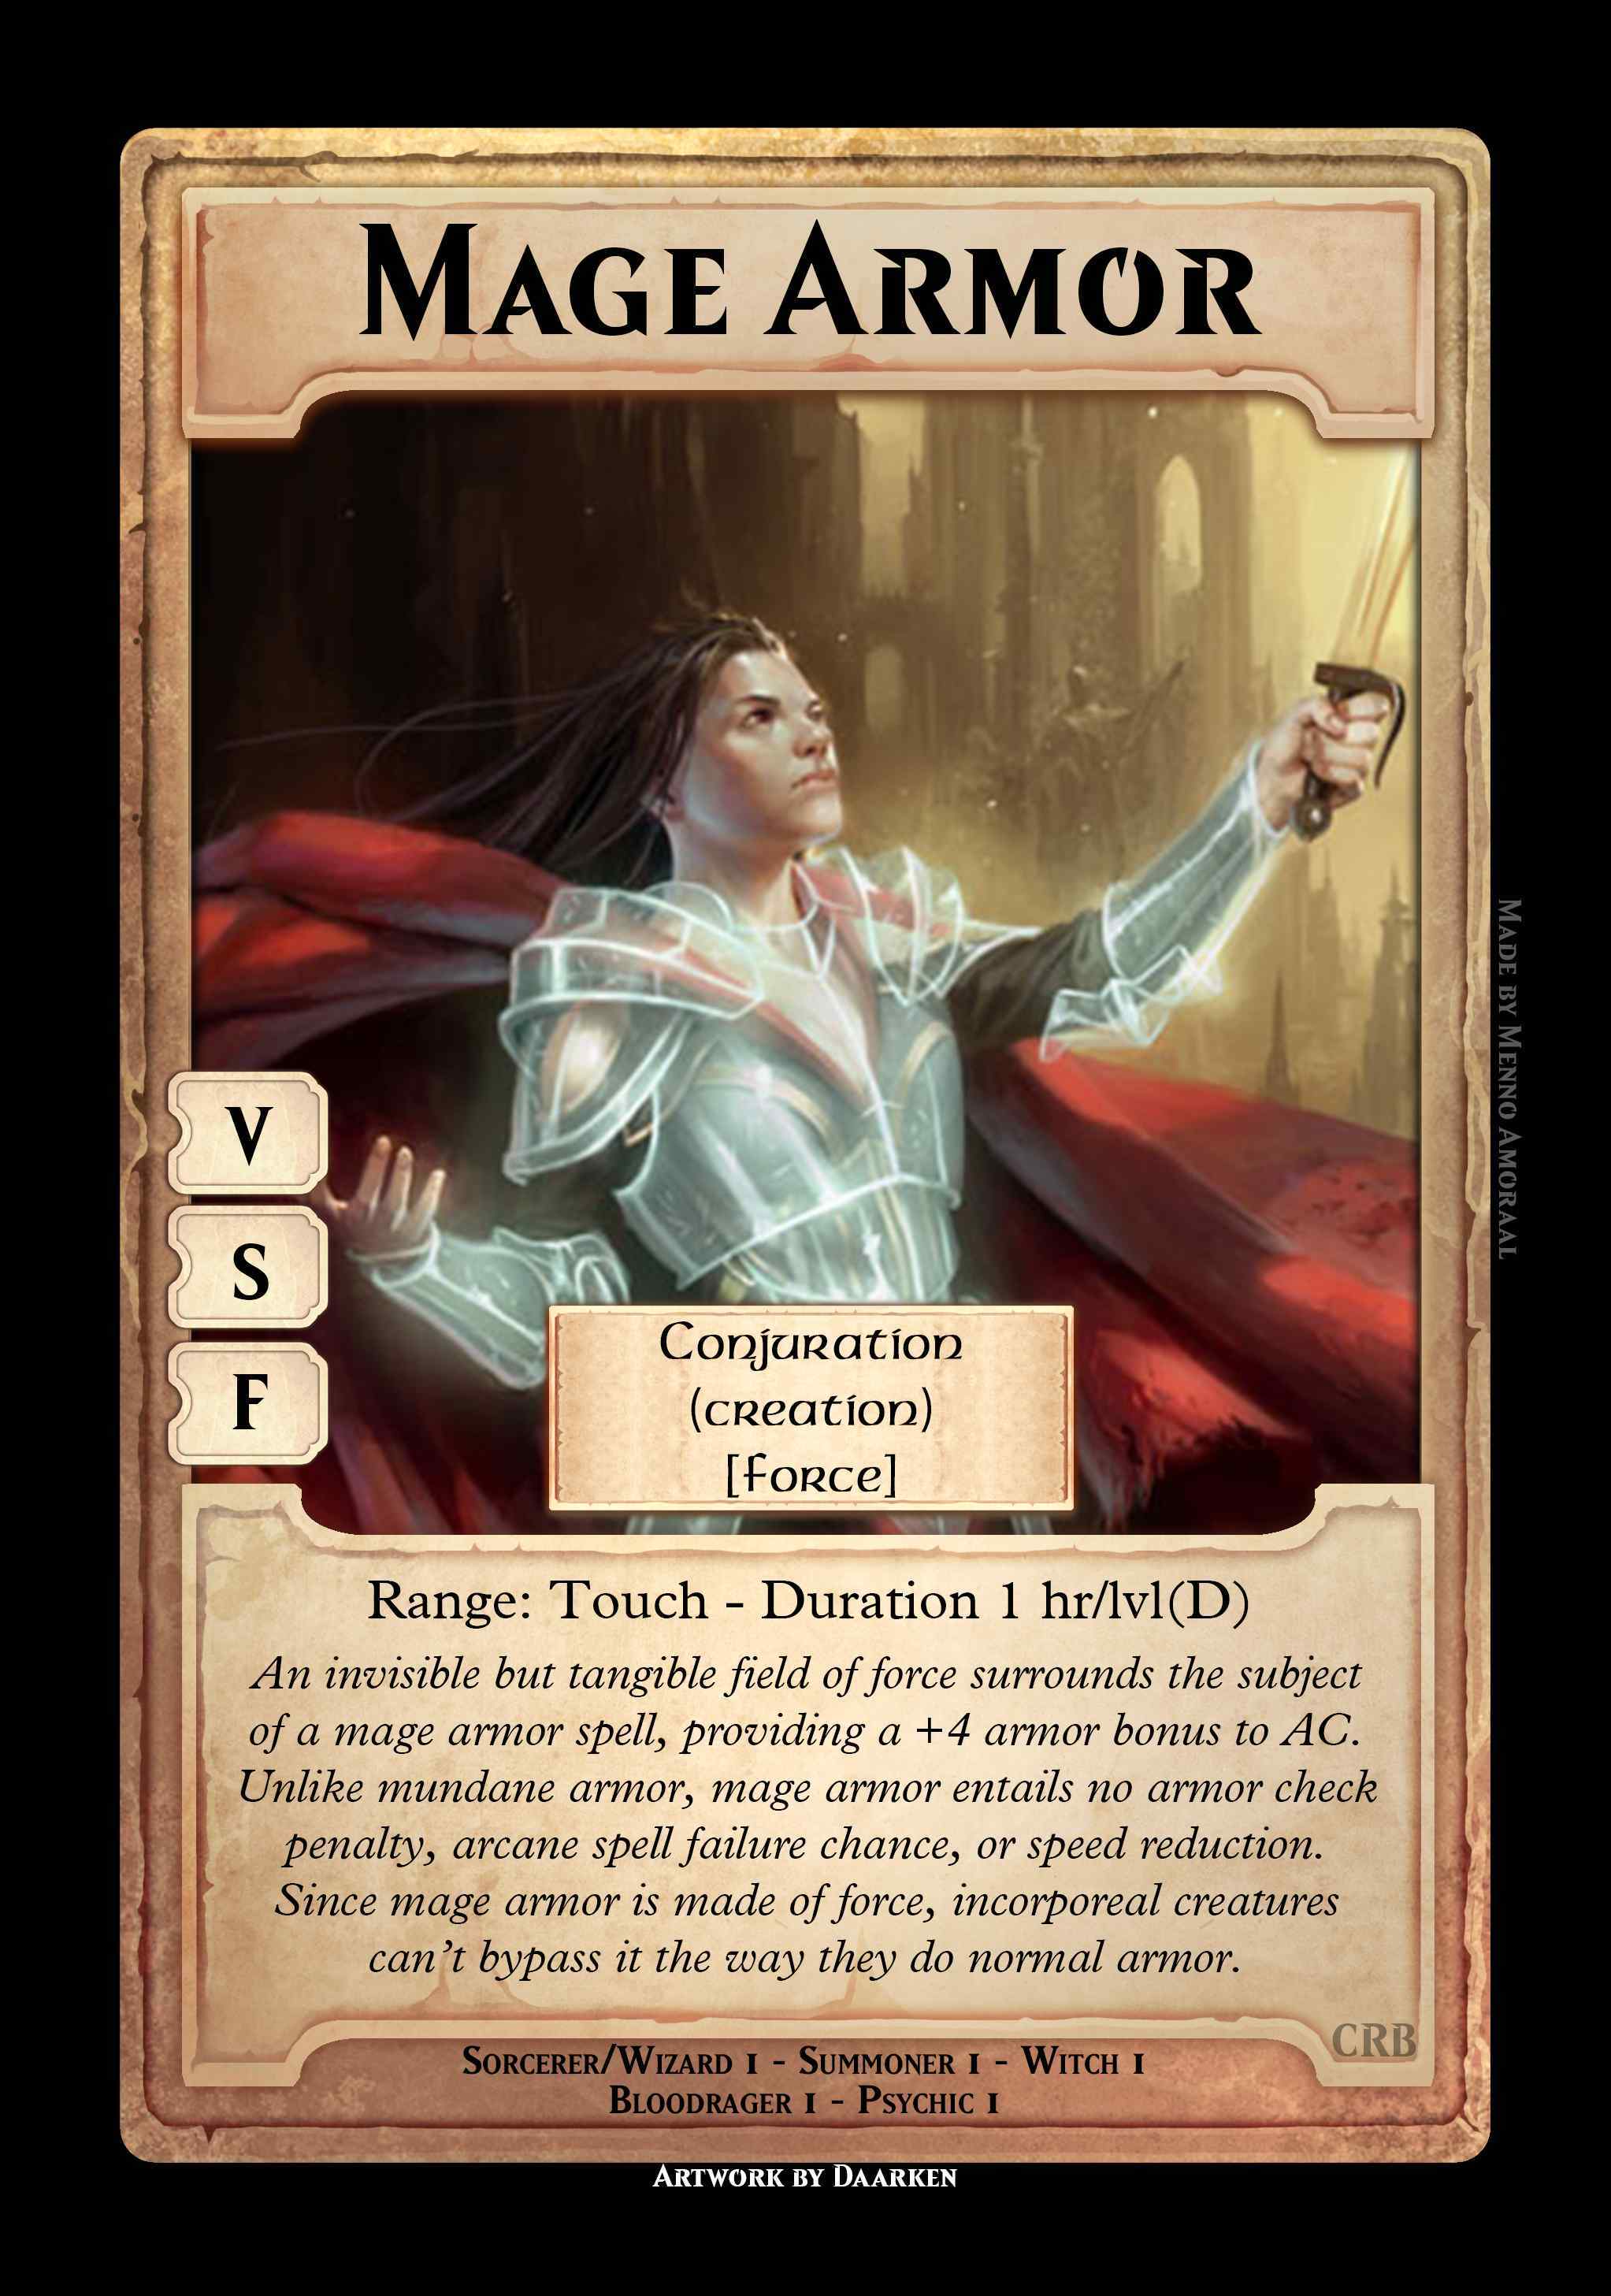 Mage Armor
V
S
F
Conjuration
(creation)
[force]
Range: Touch - Duration 1 hr/lvl(D)
An invisible but tangible field of force surrounds the subject
of a mage armor spell, providing a +4 armor bonus to AC.
Unlike mundane armor, mage armor entails no armor check
penalty, arcane spell failure chance, or speed reduction.
Since mage armor is made of force, incorporeal creatures
can't bypass it the way they do normal armor.
CRB
Sorcerer/Wizard 1 - Summoner 1 - Witch 1
Bloodrager 1 - Psychic 1
Artwork by Daarken
Made by Menno Amoraal